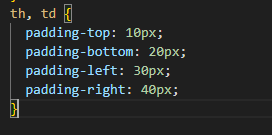 th, td {
  padding-top: 10px;
  padding-bottom: 20px;
  padding-left: 30px;
  padding-right: 40px;
}